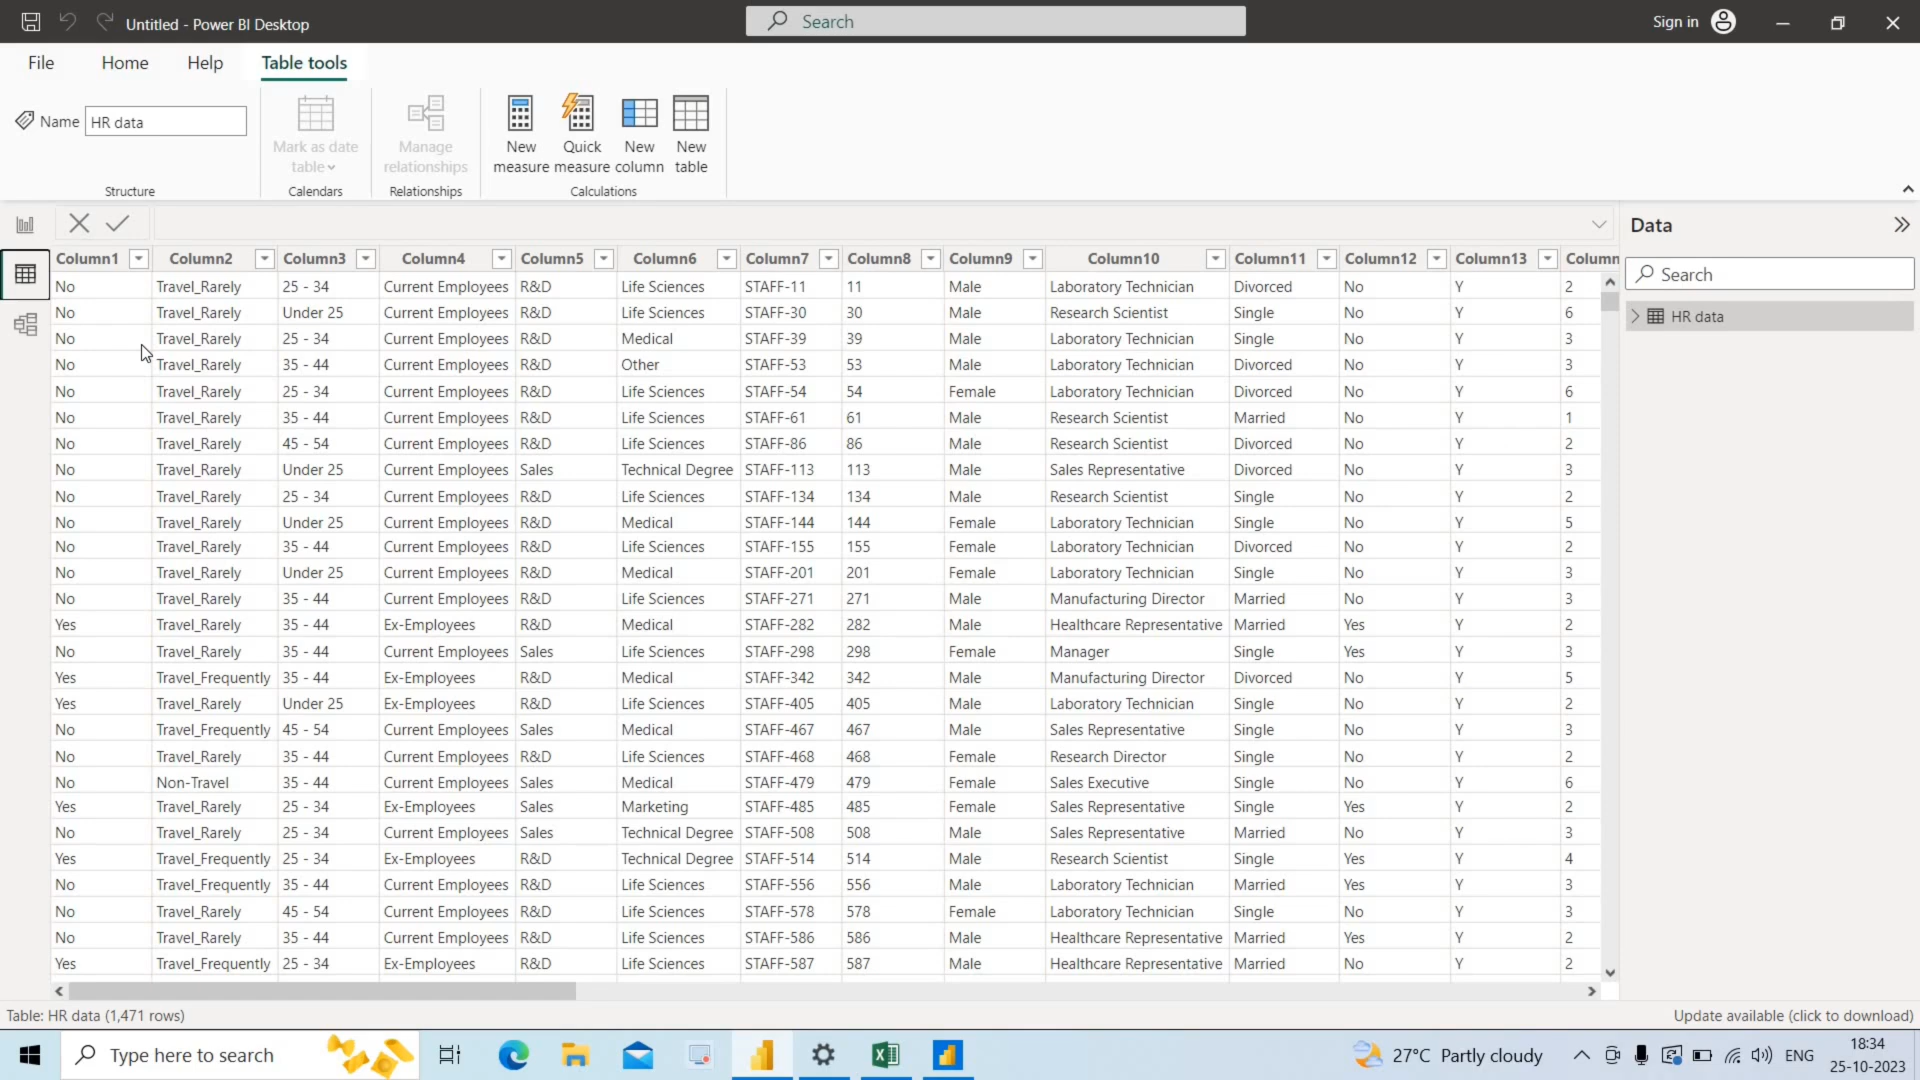 Untitled - Power BI Desktop
Search
Sign in
File Home Help Table tools
Name HR data
Mark as date table
Manage relationships
New measure
Quick measure
New column
New table
Structure Calendars Relationships Calculations
Data
Search
HR data
Column1 Column2 Column3 Column4 Column5 Column6 Column7 Column8 Column9 Column10 Column11 Column12 Column13 Column
No Travel_Rarely 25 - 34 Current Employees R&D Life Sciences STAFF-11 11 Male Laboratory Technician Divorced No Y 2
No Travel_Rarely Under 25 Current Employees R&D Life Sciences STAFF-30 30 Male Research Scientist Single No Y 6
No Travel_Rarely 25 - 34 Current Employees R&D Medical STAFF-39 39 Male Laboratory Technician Single No Y 3
No Travel_Rarely 35 - 44 Current Employees R&D Other STAFF-53 53 Male Laboratory Technician Divorced No Y 3
No Travel_Rarely 25 - 34 Current Employees R&D Life Sciences STAFF-54 54 Female Laboratory Technician Divorced No Y 6
No Travel_Rarely 35 - 44 Current Employees R&D Life Sciences STAFF-61 61 Male Research Scientist Married No Y 1
No Travel_Rarely 45 - 54 Current Employees R&D Life Sciences STAFF-86 86 Male Research Scientist Divorced No Y 2
No Travel_Rarely Under 25 Current Employees Sales Technical Degree STAFF-113 113 Male Sales Representative Divorced No Y 3
No Travel_Rarely 25 - 34 Current Employees R&D Life Sciences STAFF-134 134 Male Research Scientist Single No Y 2
No Travel_Rarely Under 25 Current Employees R&D Medical STAFF-144 144 Female Laboratory Technician Single No Y 5
No Travel_Rarely 35 - 44 Current Employees R&D Life Sciences STAFF-155 155 Female Laboratory Technician Divorced No Y 2
No Travel_Rarely Under 25 Current Employees R&D Medical STAFF-201 201 Female Laboratory Technician Single No Y 3
No Travel_Rarely 35 - 44 Current Employees R&D Life Sciences STAFF-271 271 Male Manufacturing Director Married No Y 3
Yes Travel_Rarely 35 - 44 Ex-Employees R&D Medical STAFF-282 282 Male Healthcare Representative Married Yes Y 2
No Travel_Rarely 35 - 44 Current Employees Sales Life Sciences STAFF-298 298 Female Manager Single Yes Y 3
Yes Travel_Frequently 35 - 44 Ex-Employees R&D Medical STAFF-342 342 Male Manufacturing Director Divorced No Y 5
Yes Travel_Rarely Under 25 Ex-Employees R&D Life Sciences STAFF-405 405 Male Laboratory Technician Single No Y 2
No Travel_Frequently 45 - 54 Current Employees Sales Medical STAFF-467 467 Male Sales Representative Single No Y 3
No Travel_Rarely 35 - 44 Current Employees R&D Life Sciences STAFF-468 468 Female Research Director Single No Y 2
No Non-Travel 35 - 44 Current Employees Sales Medical STAFF-479 479 Female Sales Executive Single No Y 6
Yes Travel_Rarely 25 - 34 Ex-Employees Sales Marketing STAFF-485 485 Female Sales Representative Single Yes Y 2
No Travel_Rarely 25 - 34 Current Employees Sales Technical Degree STAFF-508 508 Male Sales Representative Married No Y 3
Yes Travel_Frequently 25 - 34 Ex-Employees R&D Technical Degree STAFF-514 514 Male Research Scientist Single Yes Y 4
No Travel_Frequently 35 - 44 Current Employees R&D Life Sciences STAFF-556 556 Male Laboratory Technician Married Yes Y 3
No Travel_Rarely 45 - 54 Current Employees R&D Life Sciences STAFF-578 578 Female Laboratory Technician Single No Y 3
No Travel_Rarely 35 - 44 Current Employees R&D Life Sciences STAFF-586 586 Male Healthcare Representative Married Yes Y 2
Yes Travel_Frequently 25 - 34 Ex-Employees R&D Life Sciences STAFF-587 587 Male Healthcare Representative Married No Y 2
Table: HR data (1,471 rows)
Update available (click to download)
Type here to search
27°C Partly cloudy
ENG
18:34
25-10-2023